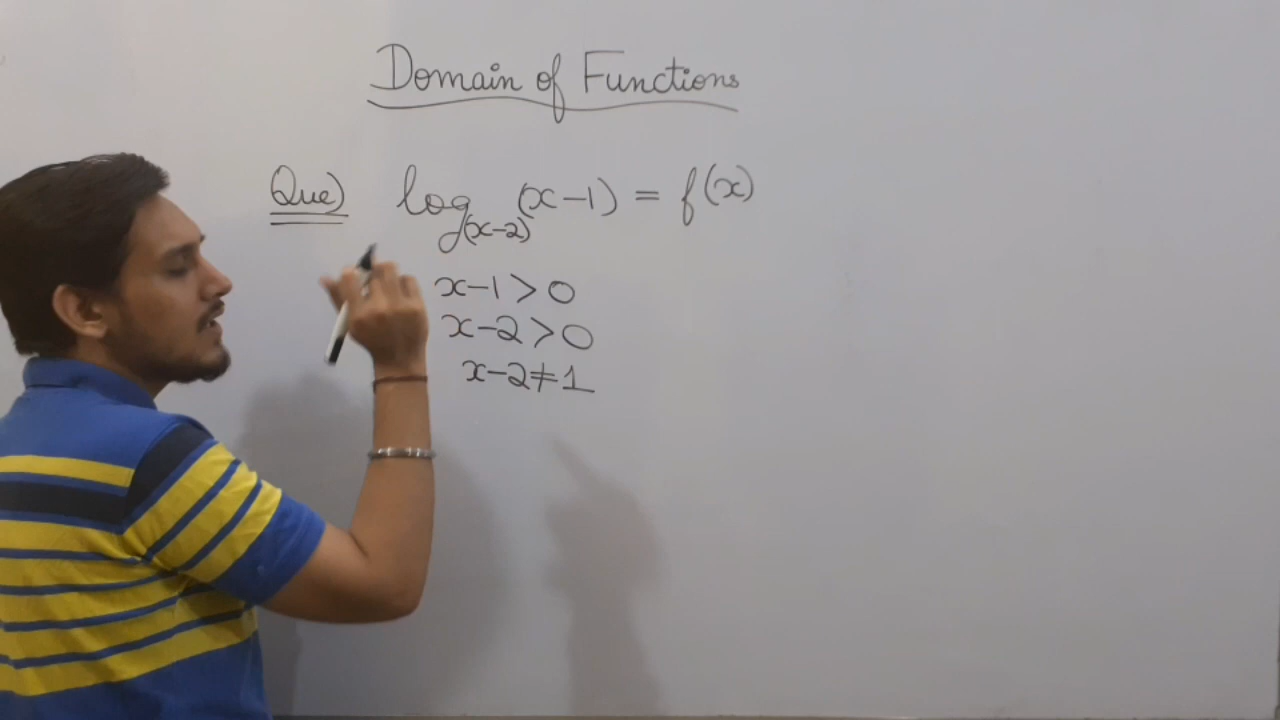 Domain of Functions
Que) log(x-2) (x-1) = f(x)
x-1>0
x-2>0
x-2≠1